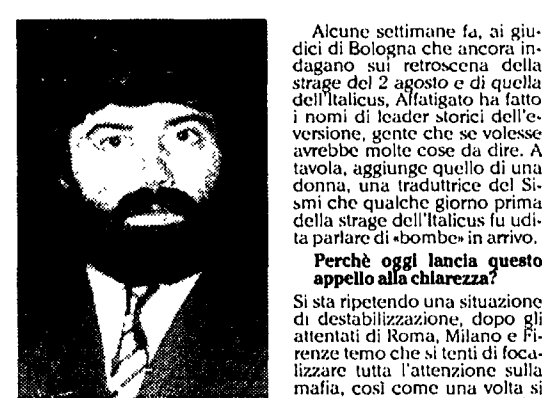 Alcune settimane fa, ai giu-
dici di Bologna che ancora in-
dagano sui retroscena della
strage del 2 agosto e di quella
dell'Italicus, Affatigato ha fatto
i nomi di leader storici dell'e-
versione, gente che se volesse
avrebbe molte cose da dire. A
tavola, aggiunge quello di una
donna, una traduttrice del Si-
smi che qualche giorno prima
della strage dell'Italicus fu udi-
ta parlare di «bombe» in arrivo.
Perchè oggi lancia questo
appello alla chiarezza?
Si sta ripetendo una situazione
di destabilizzazione, dopo gli
attentati di Roma, Milano e Fi-
renze temo che si tenti di foca-
lizzare tutta l'attenzione sulla
mafia, così come una volta si